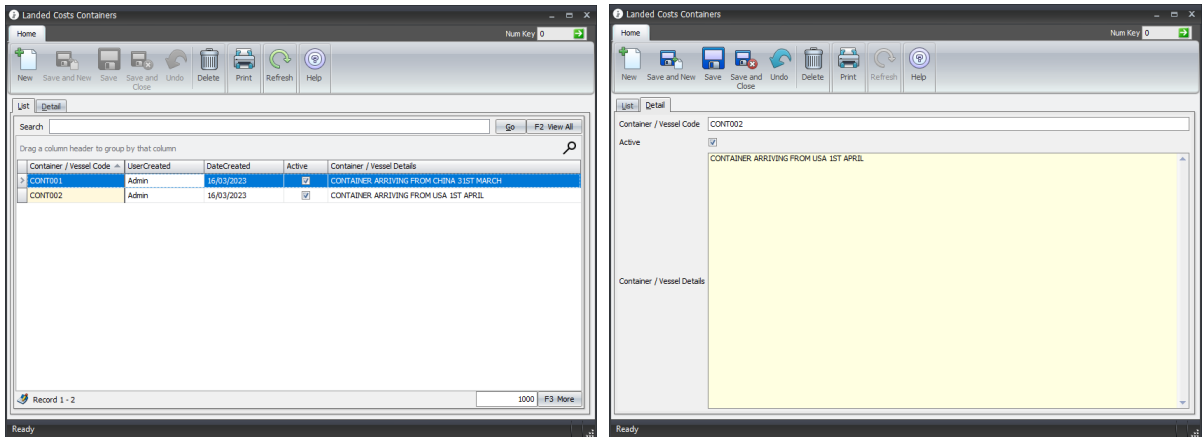 Landed Costs Containers
Home
Num Key 0
New Save and New Save Save and Close Undo Delete Print Refresh Help
List Detail
Search Go F2 View All
Drag a column header to group by that column
Container / Vessel Code UserCreated DateCreated Active Container / Vessel Details
CONT001 Admin 16/03/2023 CONTAINER ARRIVING FROM CHINA 31ST MARCH
CONT002 Admin 16/03/2023 CONTAINER ARRIVING FROM USA 1ST APRIL
Record 1 - 2 1000 F3 More
Ready
Landed Costs Containers
Home
Num Key 0
New Save and New Save Save and Close Undo Delete Print Refresh Help
List Detail
Container / Vessel Code CONT002
Active
CONTAINER ARRIVING FROM USA 1ST APRIL
Container / Vessel Details
Ready